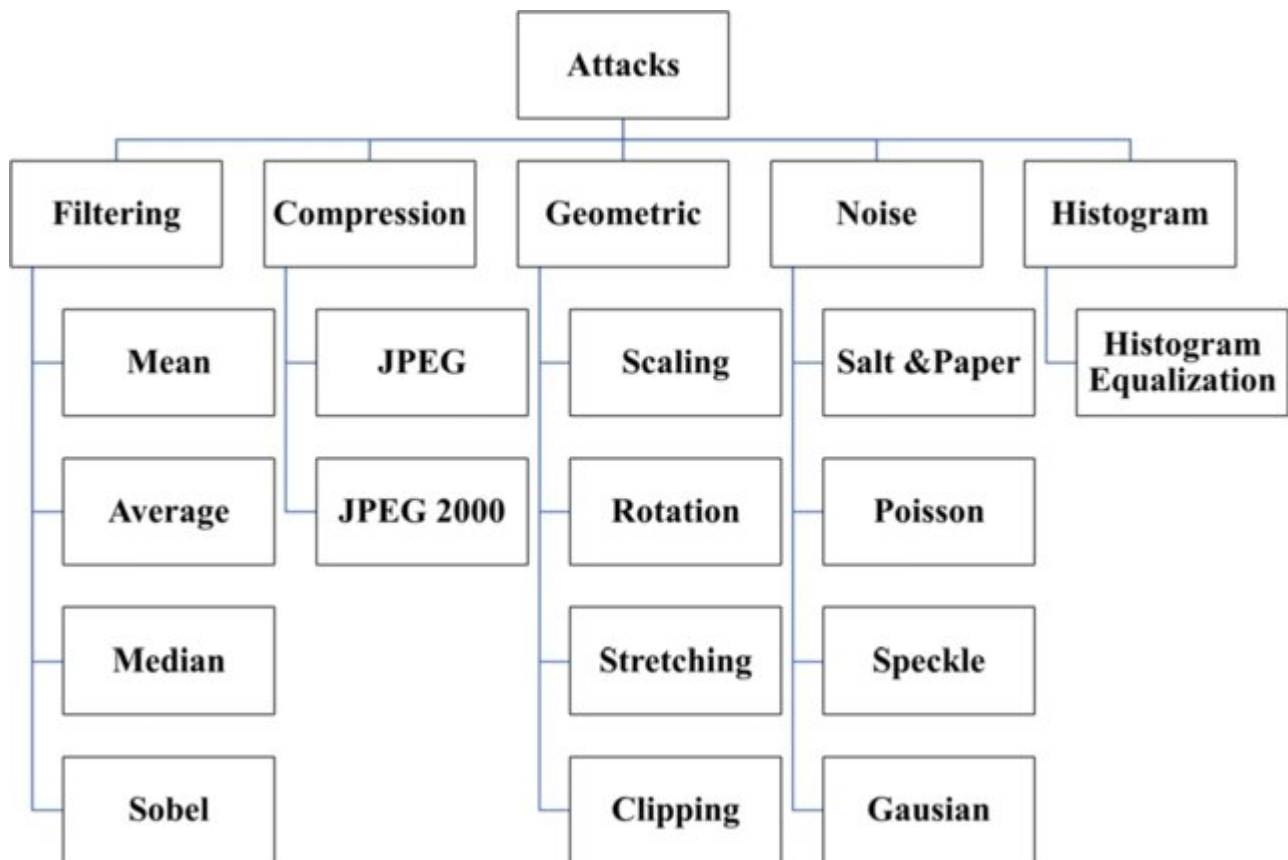 Attacks
Filtering
Compression
Geometric
Noise
Histogram
Mean
JPEG
Scaling
Salt &Paper
Histogram
Equalization
Average
JPEG 2000
Rotation
Poisson
Median
Stretching
Speckle
Sobel
Clipping
Gausian